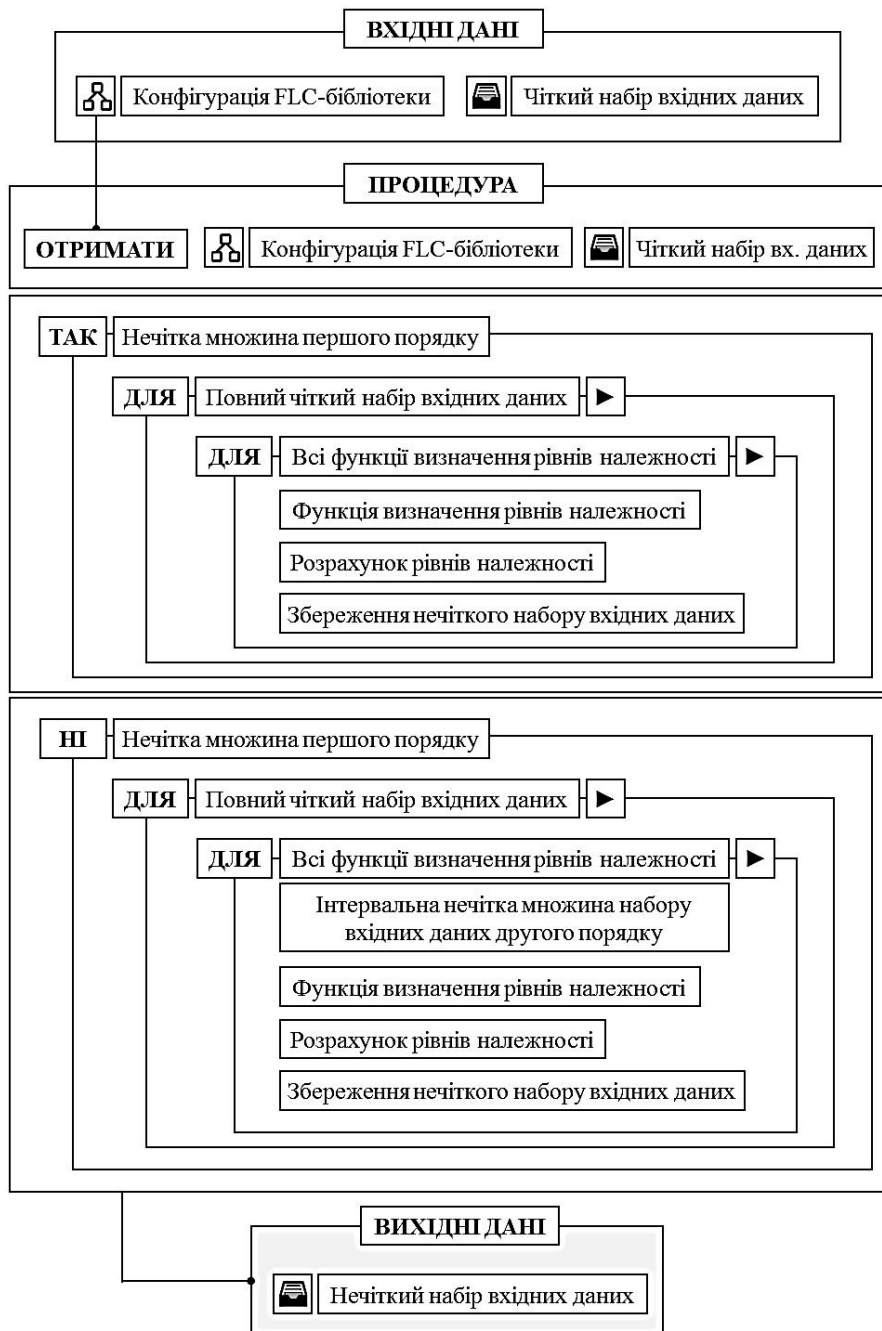 ВХІДНІ ДАНІ
Конфігурація FLC-бібліотеки
Чіткий набір вхідних даних
ПРОЦЕДУРА
ОТРИМАТИ
Конфігурація FLC-бібліотеки
Чіткий набір вх. даних
ТАК
Нечітка множина першого порядку
ДЛЯ
Повний чіткий набір вхідних даних
ДЛЯ
Всі функції визначення рівнів належності
Функція визначення рівнів належності
Розрахунок рівнів належності
Збереження нечіткого набору вхідних даних
НІ
Нечітка множина першого порядку
ДЛЯ
Повний чіткий набір вхідних даних
ДЛЯ
Всі функції визначення рівнів належності
Інтервальна нечітка множина набору
вхідних даних другого порядку
Функція визначення рівнів належності
Розрахунок рівнів належності
Збереження нечіткого набору вхідних даних
ВИХІДНІ ДАНІ
Нечіткий набір вхідних даних